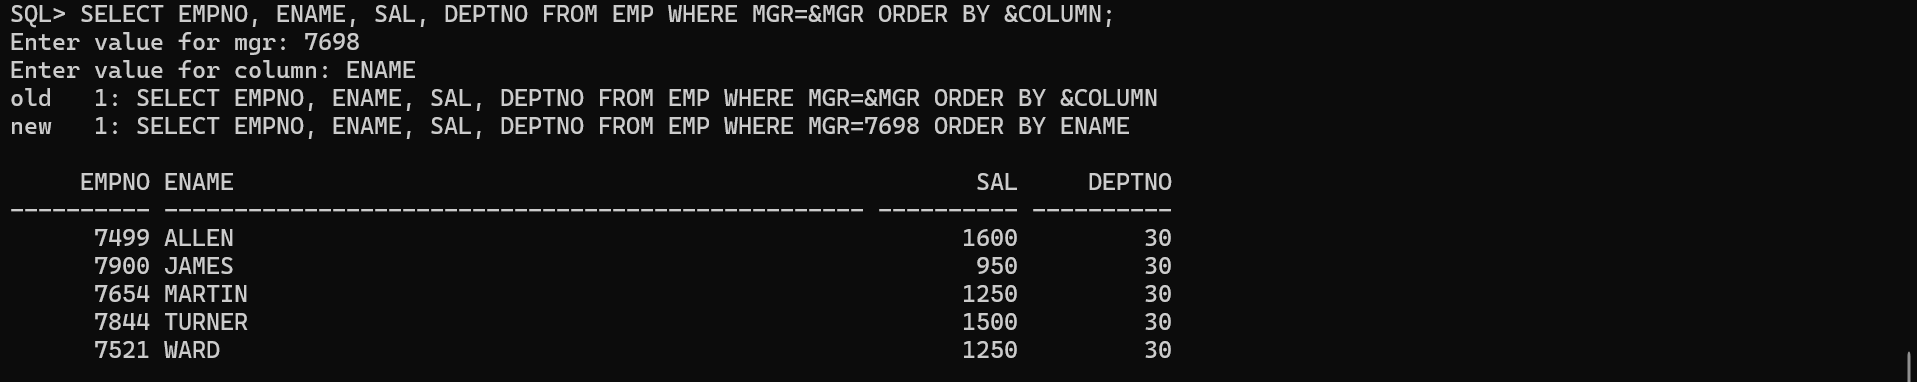 SQL> SELECT EMPNO, ENAME, SAL, DEPTNO FROM EMP WHERE MGR=&MGR ORDER BY &COLUMN;
Enter value for mgr: 7698
Enter value for column: ENAME
old   1: SELECT EMPNO, ENAME, SAL, DEPTNO FROM EMP WHERE MGR=&MGR ORDER BY &COLUMN
new   1: SELECT EMPNO, ENAME, SAL, DEPTNO FROM EMP WHERE MGR=7698 ORDER BY ENAME

     EMPNO ENAME                                                     SAL     DEPTNO
---------- -------------------------------------------------- ---------- ----------
      7499 ALLEN                                                    1600         30
      7900 JAMES                                                     950         30
      7654 MARTIN                                                   1250         30
      7844 TURNER                                                   1500         30
      7521 WARD                                                     1250         30